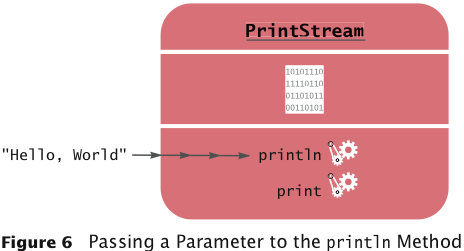 PrintStream
10101110
11110110
01101011
00110101
"Hello, World" println
print
Figure 6 Passing a Parameter to the println Method